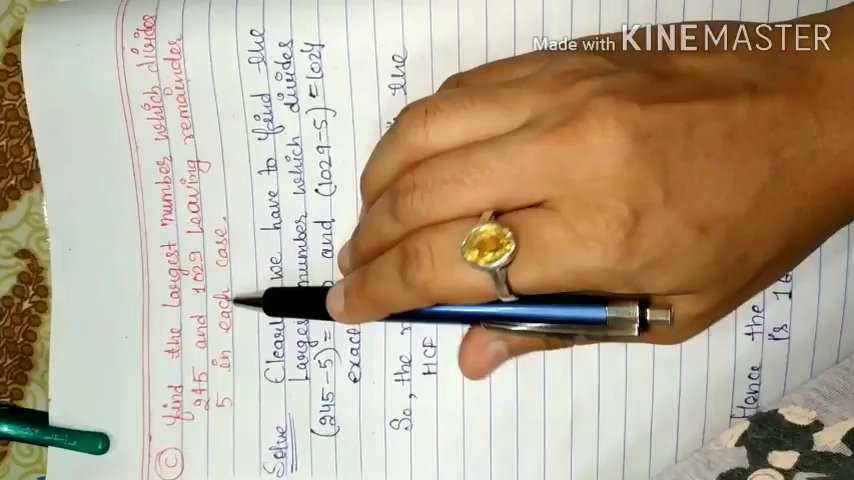 Made with KINEMASTER
C find the largest number which divides
245 and 1029 leaving remainder
5 in each case.
Solve Clearly we have to find the
Largest number which divides
(245-5)= and (1029-5) = 1024
exac
So, the the
HCF
Hence the
is 16